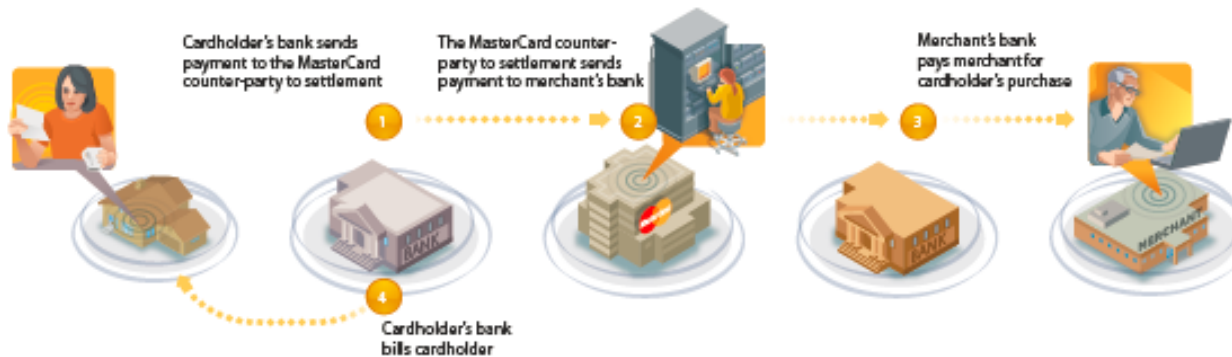 Cardholder's bank sends
payment to the MasterCard
counter-party to settlement
1
The MasterCard counter-
party to settlement sends
payment to merchant's bank
2
Merchant's bank
pays merchant for
cardholder's purchase
3
BANK
BANK
MERCHANT
4
Cardholder's bank
bills cardholder